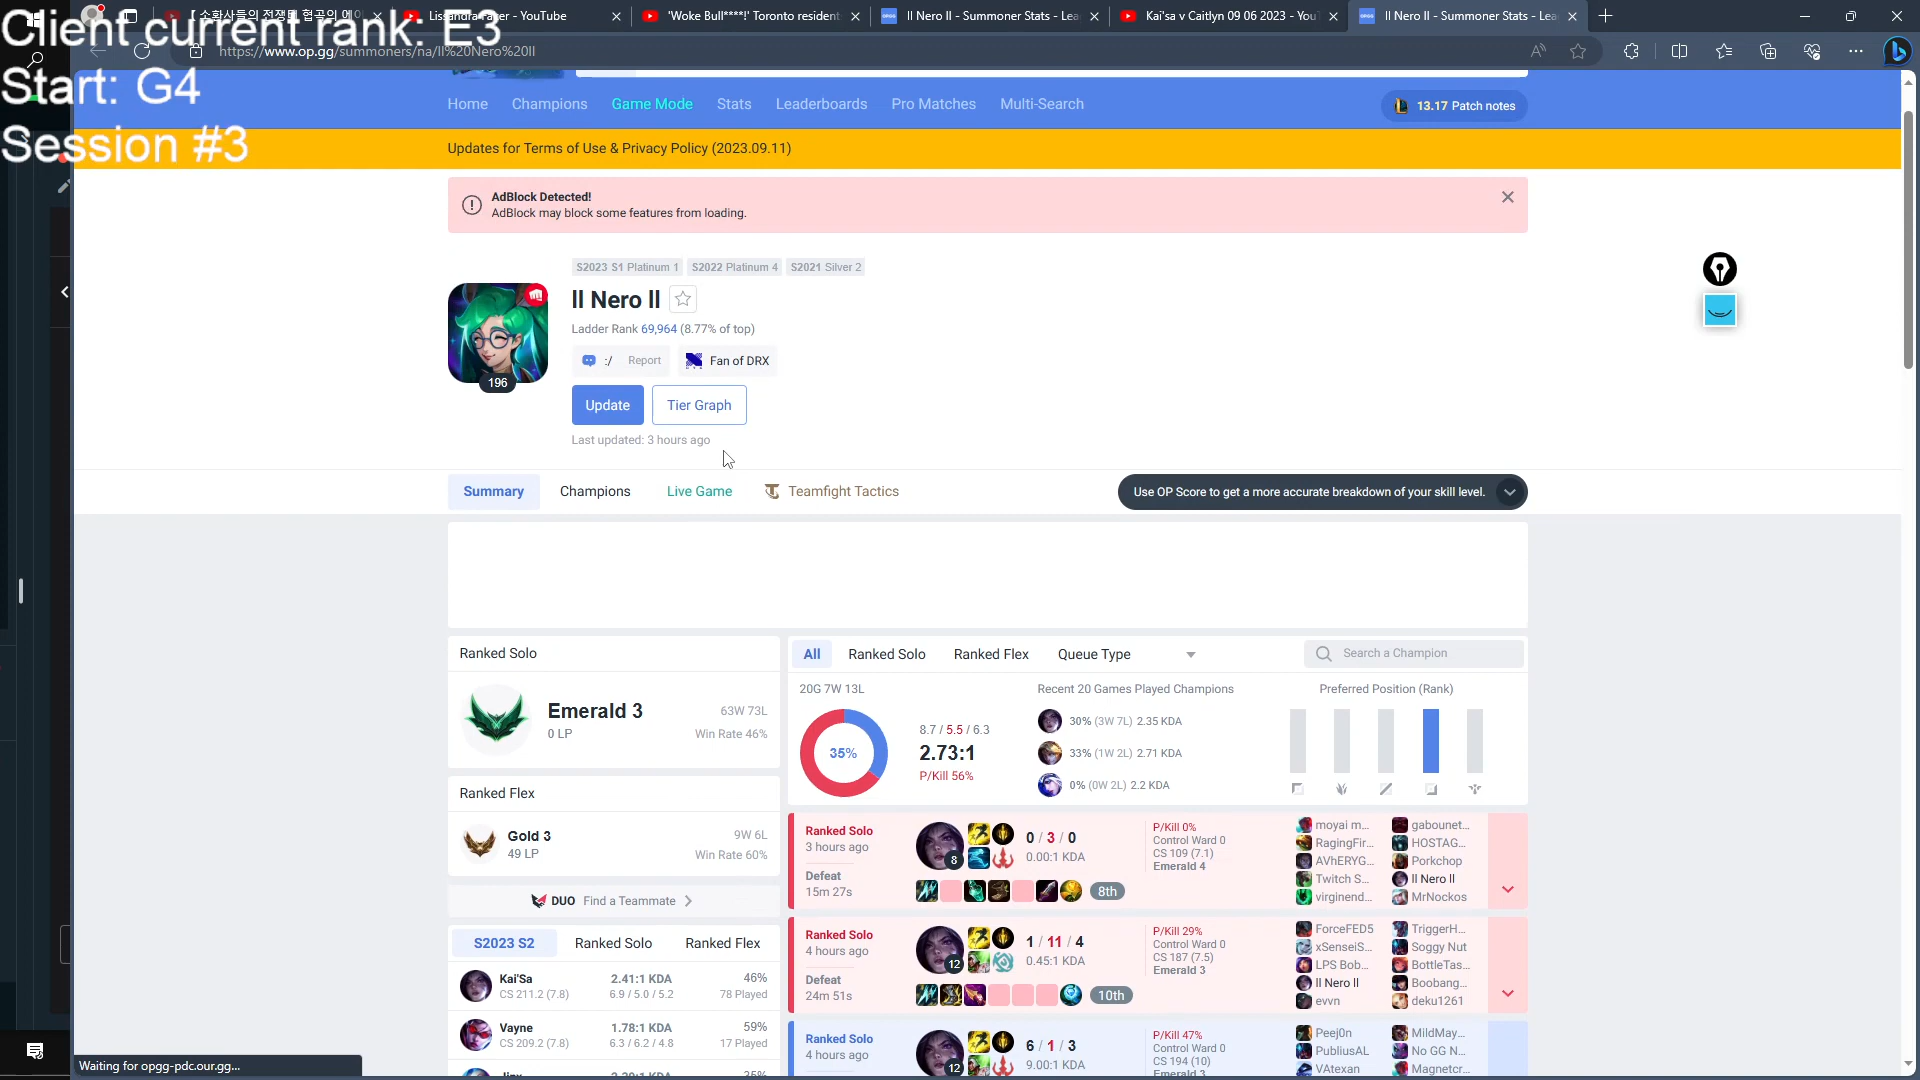 Client current rank: E3
Start: G4
Session #3
【 소환사들의 전쟁터 협곡의 에이
Lissandra Taper - YouTube
'Woke Bull****!' Toronto resident
ll Nero ll - Summoner Stats - Lea
Kai'sa v Caitlyn 09 06 2023 - YouT
ll Nero ll - Summoner Stats - Lea
https://www.op.gg/summoners/na/ll%20Nero%20ll
Home Champions Game Mode Stats Leaderboards Pro Matches Multi-Search
13.17 Patch notes
Updates for Terms of Use & Privacy Policy (2023.09.11)
AdBlock Detected!
AdBlock may block some features from loading.
S2023 S1 Platinum 1 S2022 Platinum 4 S2021 Silver 2
ll Nero ll
Ladder Rank 69,964 (8.77% of top)
:/ Report Fan of DRX
196
Update Tier Graph
Last updated: 3 hours ago
Summary Champions Live Game Teamfight Tactics
Use OP Score to get a more accurate breakdown of your skill level.
Ranked Solo
Emerald 3 63W 73L
0 LP Win Rate 46%
Ranked Flex
Gold 3 9W 6L
49 LP Win Rate 60%
DUO Find a Teammate
S2023 S2 Ranked Solo Ranked Flex
Kai'Sa 2.41:1 KDA 46%
CS 211.2 (7.8) 6.9 / 5.0 / 5.2 78 Played
Vayne 1.78:1 KDA 59%
CS 209.2 (7.8) 6.3 / 6.2 / 4.8 17 Played
All Ranked Solo Ranked Flex Queue Type
Search a Champion
20G 7W 13L
35%
8.7 / 5.5 / 6.3
2.73:1
P/Kill 56%
Recent 20 Games Played Champions
30% (3W 7L) 2.35 KDA
33% (1W 2L) 2.71 KDA
0% (0W 2L) 2.2 KDA
Preferred Position (Rank)
Ranked Solo
3 hours ago
Defeat
15m 27s
8
0 / 3 / 0
0.00:1 KDA
8th
P/Kill 0%
Control Ward 0
CS 109 (7.1)
Emerald 4
moyai m... gabounet...
RagingFir... HOSTAG...
AVhERYG... Porkchop
Twitch S... ll Nero ll
virginend... MrNockos
Ranked Solo
4 hours ago
Defeat
24m 51s
12
1 / 11 / 4
0.45:1 KDA
10th
P/Kill 29%
Control Ward 0
CS 187 (7.5)
Emerald 3
ForceFED5 TriggerH...
xSenseiS... Soggy Nut
LPS Bob... BottleTas...
ll Nero ll Boobang...
evvn deku1261
Ranked Solo
4 hours ago
12
6 / 1 / 3
9.00:1 KDA
P/Kill 47%
Control Ward 0
CS 194 (10)
Emerald 3
Peej0n MildMay...
PubliusAL No GG N...
VAtexan Magnetcr...
Waiting for opgg-pdc.our.gg...